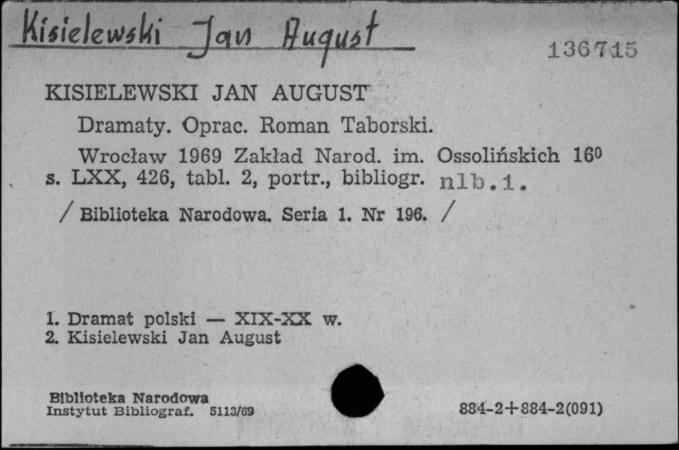 Kisielewski Jan August
136715
KISIELEWSKI JAN AUGUST
Dramaty. Oprac. Roman Taborski.
Wrocław 1969 Zakład Narod. im. Ossolińskich 16⁰
s. LXX, 426, tabl. 2, portr., bibliogr. nlb.1.
/ Biblioteka Narodowa. Seria 1. Nr 196. /
1. Dramat polski — XIX-XX w.
2. Kisielewski Jan August
Biblioteka Narodowa
Instytut Bibliograf. 5113/69
884-2+884-2(091)